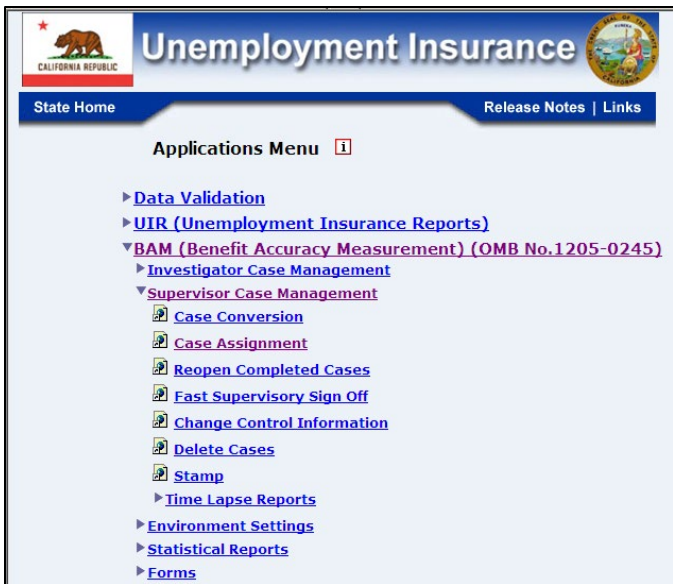 CALIFORNIA REPUBLIC
Unemployment Insurance
State Home
Release Notes | Links
Applications Menu i
Data Validation
UIR (Unemployment Insurance Reports)
BAM (Benefit Accuracy Measurement) (OMB No.1205-0245)
Investigator Case Management
Supervisor Case Management
Case Conversion
Case Assignment
Reopen Completed Cases
Fast Supervisory Sign Off
Change Control Information
Delete Cases
Stamp
Time Lapse Reports
Environment Settings
Statistical Reports
Forms